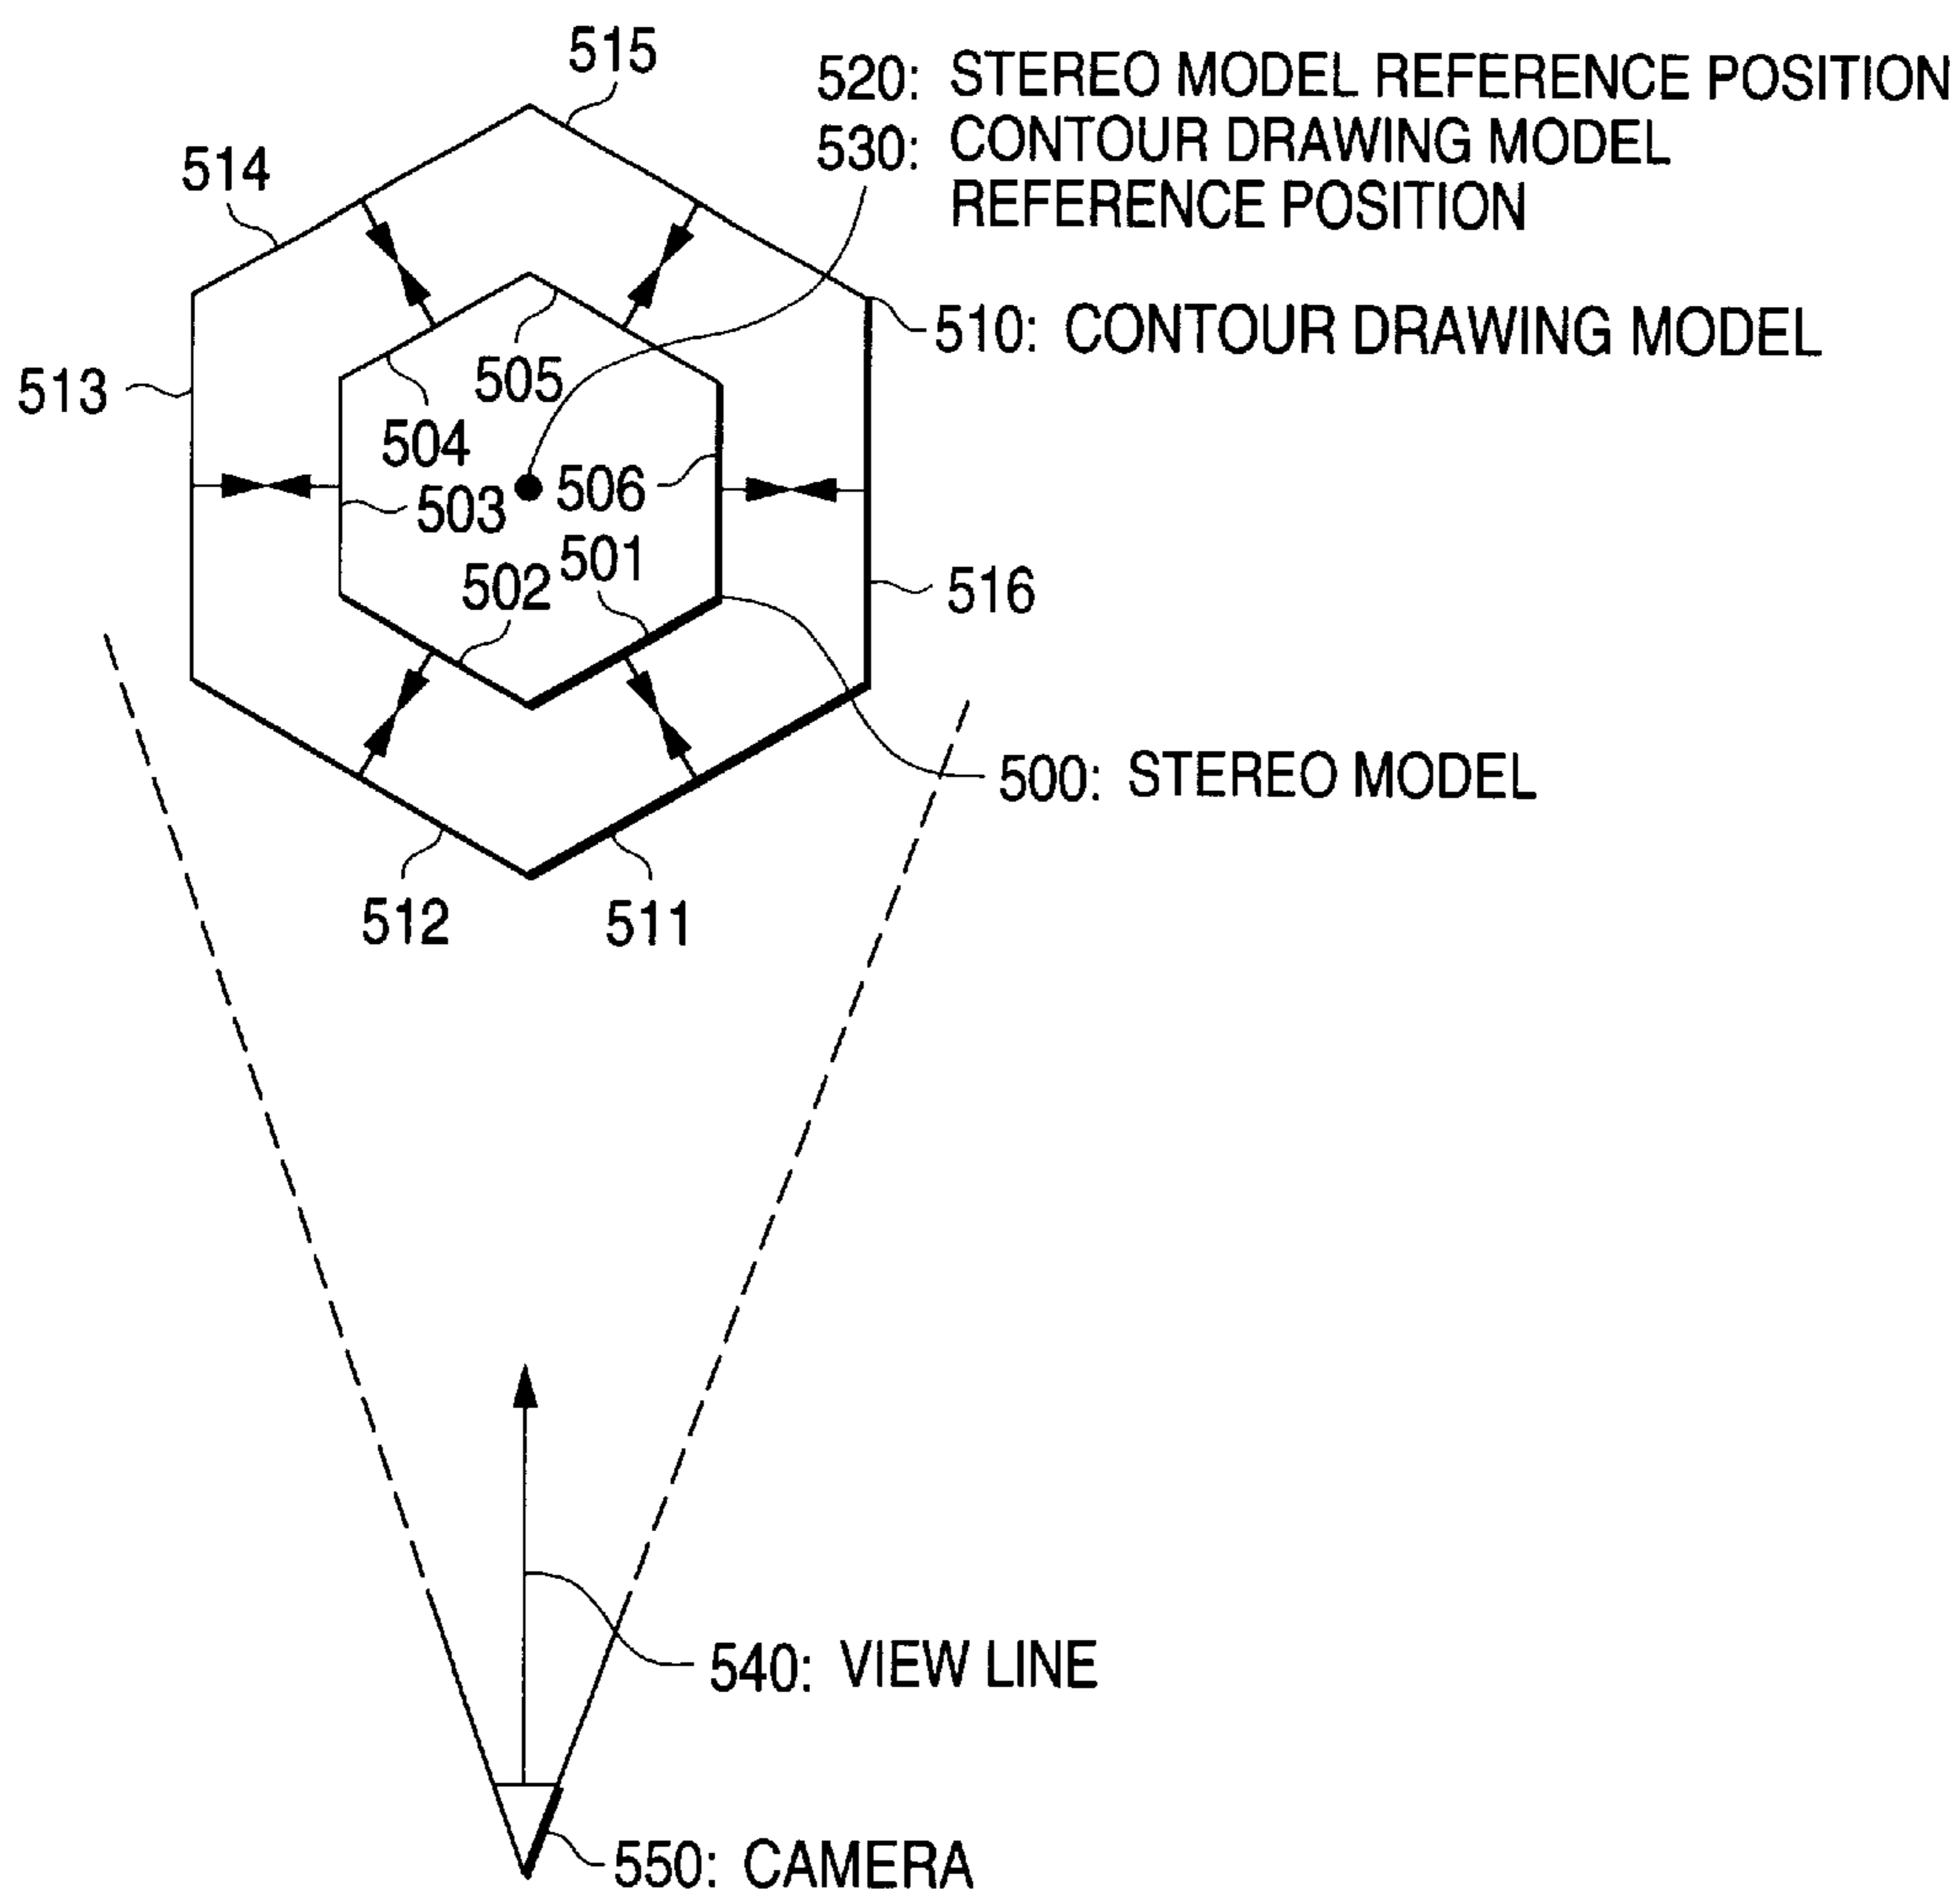 515
520: STEREO MODEL REFERENCE POSITION
530: CONTOUR DRAWING MODEL
REFERENCE POSITION
514
510: CONTOUR DRAWING MODEL
513
505
504
506
503
501
502
516
500: STEREO MODEL
512
511
540: VIEW LINE
550: CAMERA